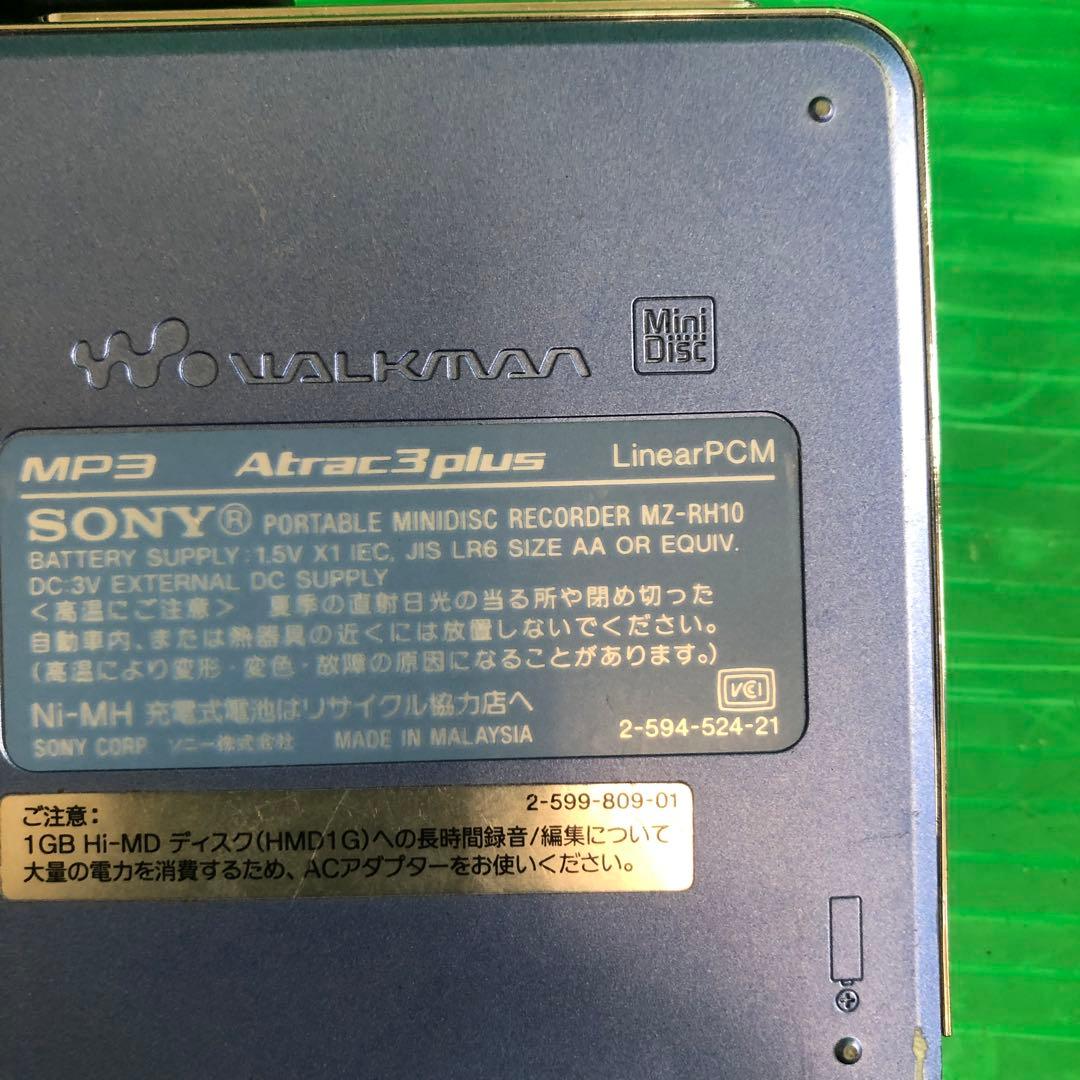 WALKMAN
Mini Disc
MP3 Atrac3plus LinearPCM
SONY® PORTABLE MINIDISC RECORDER MZ-RH10
BATTERY SUPPLY:1.5V X1 IEC, JIS LR6 SIZE AA OR EQUIV.
DC:3V EXTERNAL DC SUPPLY
<高温にご注意> 夏季の直射日光の当る所や閉め切った
自動車内、または熱器具の近くには放置しないでください。
(高温により変形・変色・故障の原因になることがあります。)
Ni-MH 充電式電池はリサイクル協力店へ
VCI
SONY CORP ソニー株式会社 MADE IN MALAYSIA 2-594-524-21
ご注意: 2-599-809-01
1GB Hi-MD ディスク(HMD1G)への長時間録音/編集について
大量の電力を消費するため、ACアダプターをお使いください。